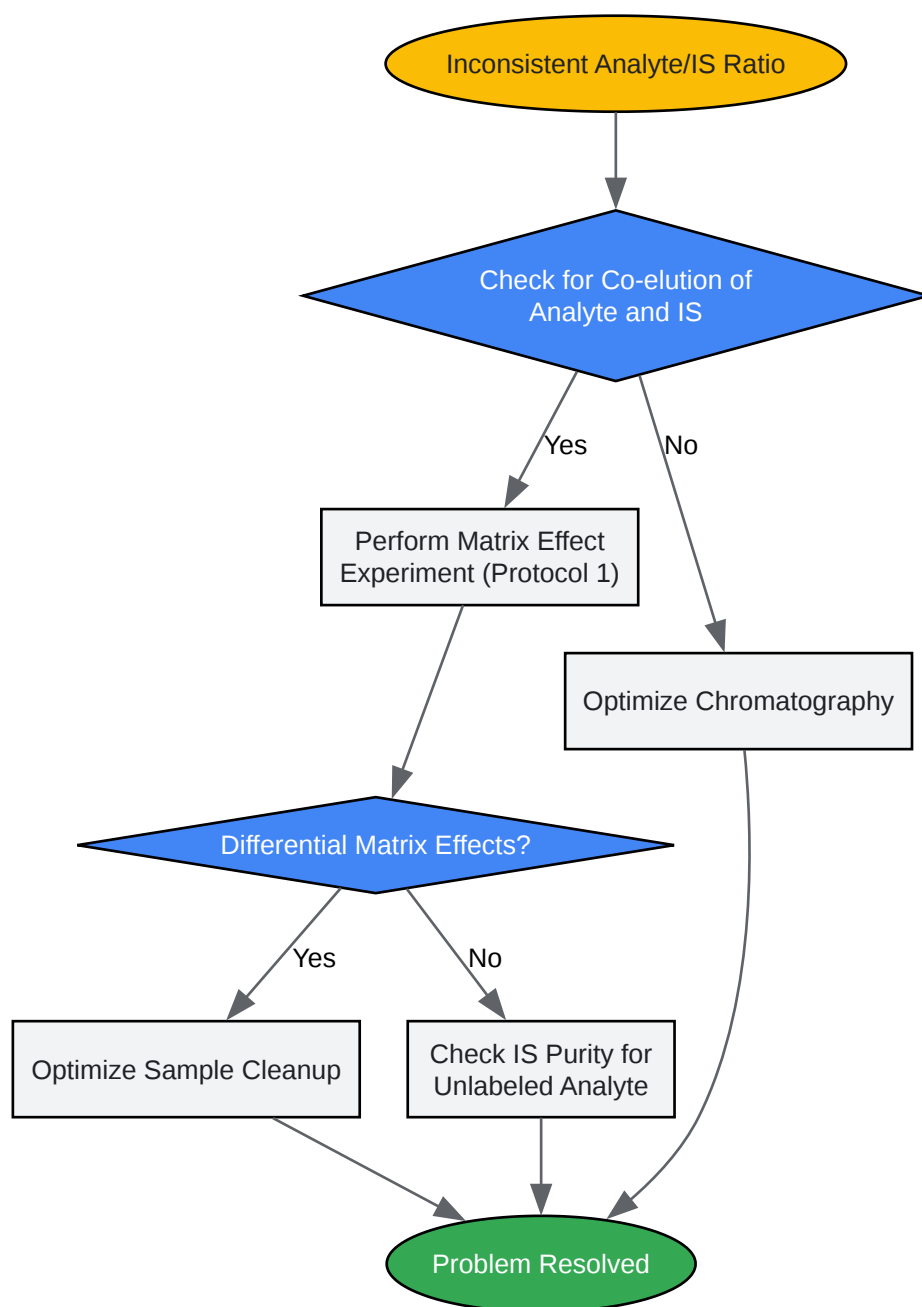 Inconsistent Analyte/IS Ratio
Check for Co-elution of
Analyte and IS
Yes
No
Perform Matrix Effect
Experiment (Protocol 1)
Optimize Chromatography
Differential Matrix Effects?
Yes
No
Optimize Sample Cleanup
Check IS Purity for
Unlabeled Analyte
Problem Resolved